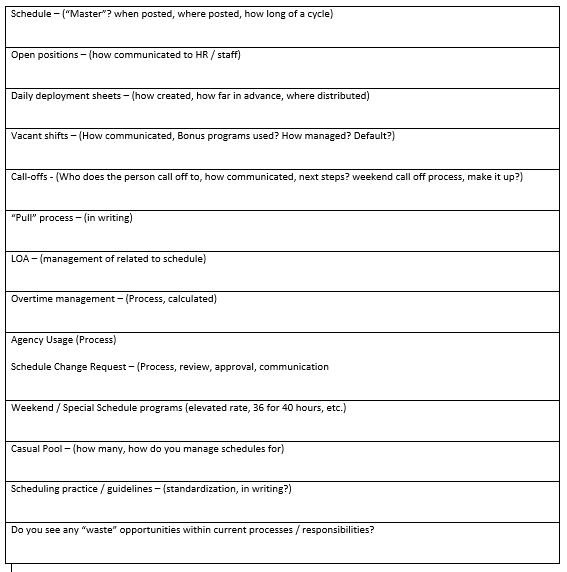 Schedule – (“Master”? when posted, where posted, how long of a cycle)
Open positions – (how communicated to HR / staff)
Daily deployment sheets – (how created, how far in advance, where distributed)
Vacant shifts – (How communicated, Bonus programs used? How managed? Default?)
Call-offs - (Who does the person call off to, how communicated, next steps? weekend call off process, make it up?)
“Pull” process – (in writing)
LOA – (management of related to schedule)
Overtime management – (Process, calculated)
Agency Usage (Process)
Schedule Change Request – (Process, review, approval, communication
Weekend / Special Schedule programs (elevated rate, 36 for 40 hours, etc.)
Casual Pool – (how many, how do you manage schedules for)
Scheduling practice / guidelines – (standardization, in writing?)
Do you see any “waste” opportunities within current processes / responsibilities?